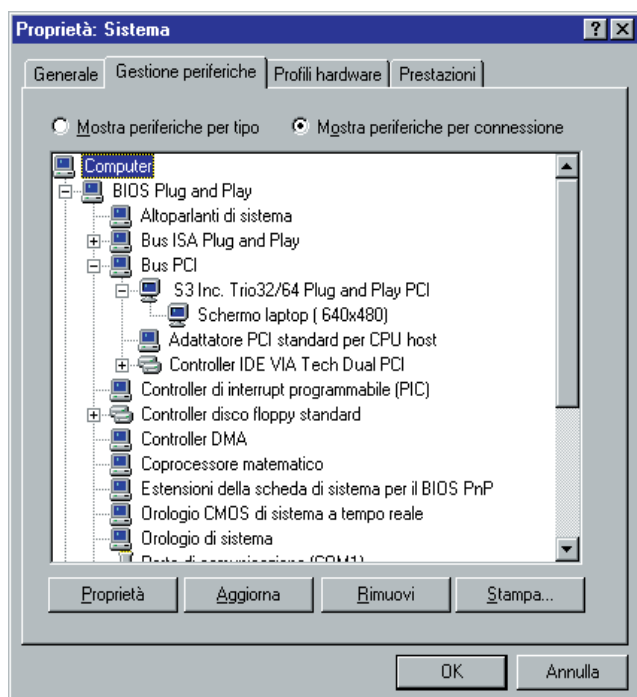 Proprietà: Sistema
Generale Gestione periferiche Profili hardware Prestazioni
Mostra periferiche per tipo Mostra periferiche per connessione
Computer
BIOS Plug and Play
Altoparlanti di sistema
Bus ISA Plug and Play
Bus PCI
S3 Inc. Trio32/64 Plug and Play PCI
Schermo laptop ( 640x480)
Adattatore PCI standard per CPU host
Controller IDE VIA Tech Dual PCI
Controller di interrupt programmabile (PIC)
Controller disco floppy standard
Controller DMA
Coprocessore matematico
Estensioni della scheda di sistema per il BIOS PnP
Orologio CMOS di sistema a tempo reale
Orologio di sistema
Porta di comunicazione (COM1)
Proprietà Aggiorna Rimuovi Stampa...
OK Annulla